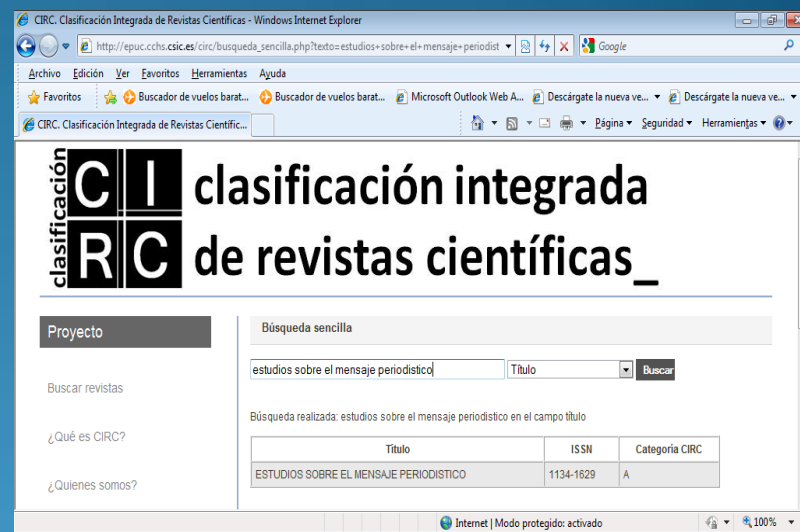 CIRC. Clasificación Integrada de Revistas Científicas - Windows Internet Explorer
http://epuc.cchs.csic.es/circ/busqueda_sencilla.php?texto=estudios+sobre+el+mensaje+periodist
Google
Archivo Edición Ver Favoritos Herramientas Ayuda
Favoritos Buscador de vuelos barat... Buscador de vuelos barat... Microsoft Outlook Web A... Descárgate la nueva ve... Descárgate la nueva ve...
CIRC. Clasificación Integrada de Revistas Científic... Página Seguridad Herramientas
clasificación
CI
RC
clasificación integrada
de revistas científicas_
Proyecto
Buscar revistas
¿Qué es CIRC?
¿Quienes somos?
Búsqueda sencilla
estudios sobre el mensaje periodistico Título Buscar
Búsqueda realizada: estudios sobre el mensaje periodistico en el campo título
Titulo ISSN Categoría CIRC
ESTUDIOS SOBRE EL MENSAJE PERIODISTICO 1134-1629 A
Internet | Modo protegido: activado 100%